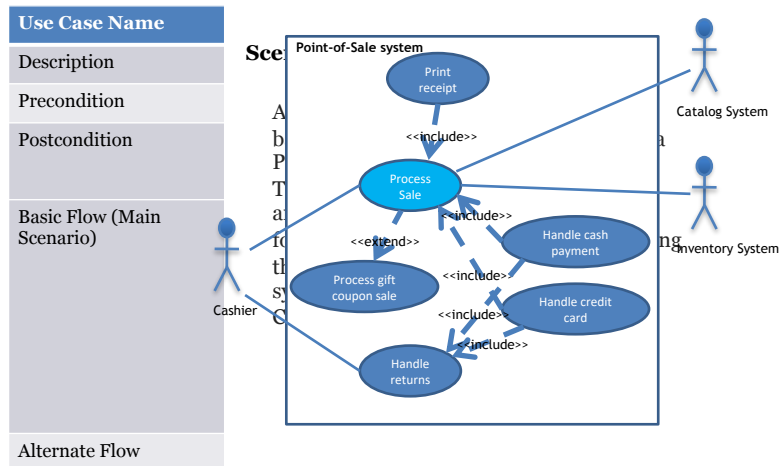 Use Case Name
Description
Precondition
Postcondition
Basic Flow (Main
Scenario)
Alternate Flow
Point-of-Sale system
Print
receipt
<<include>>
Process
Sale
<<include>>
<<extend>>
Handle cash
payment
Process gift
coupon sale
<<include>>
Handle credit
card
<<include>>
<<include>>
Handle
returns
Cashier
Catalog System
Inventory System